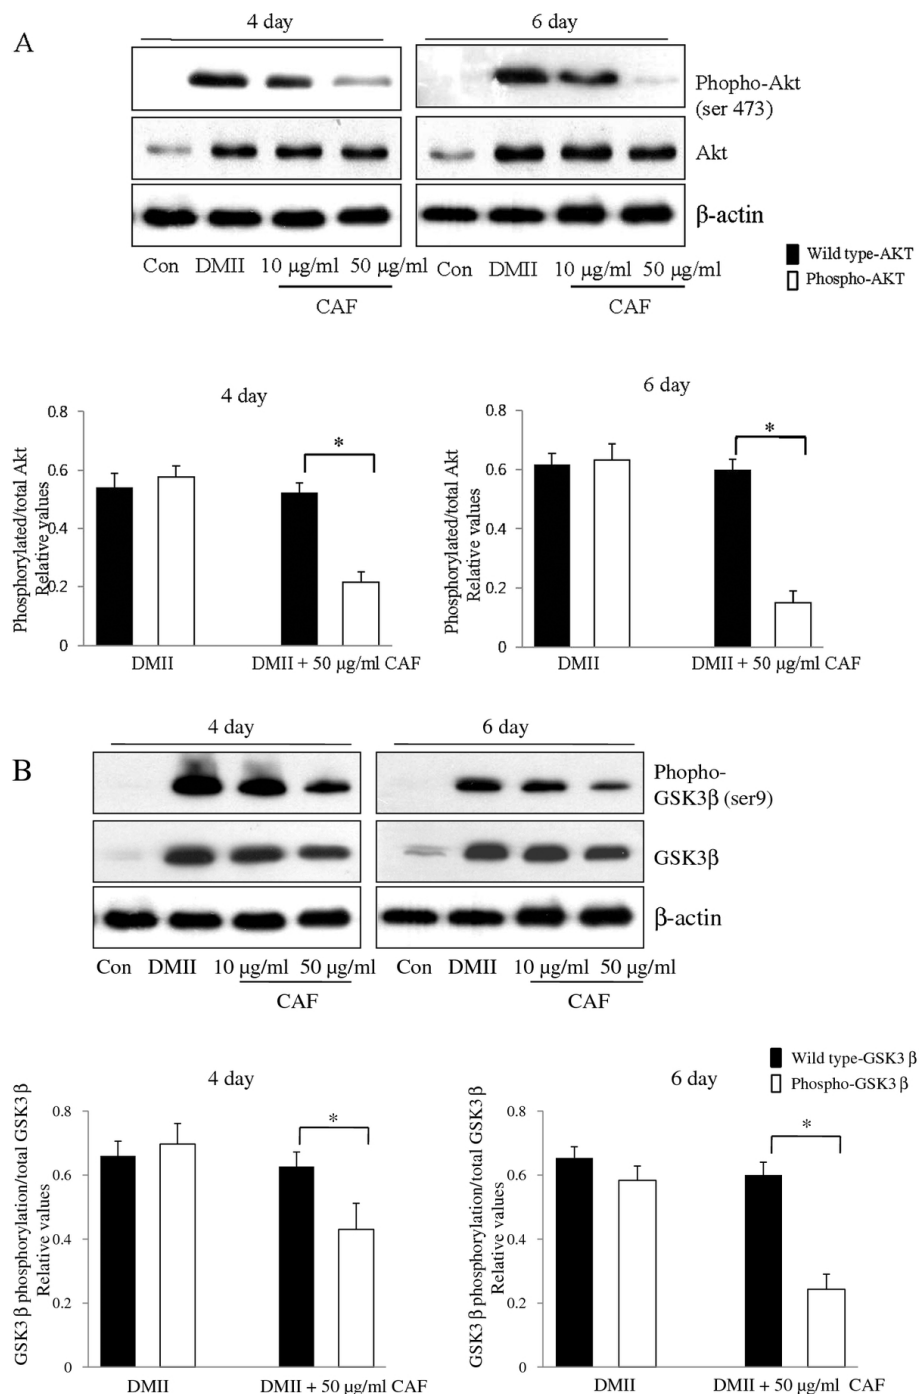 A
4 day
6 day
Phopho-Akt
(ser 473)
Akt
β-actin
Con DMII 10 µg/ml 50 µg/ml Con DMII 10 µg/ml 50 µg/ml
CAF CAF
Wild type-AKT
Phospho-AKT
4 day
Phosphorylated/total Akt
Relative values
0.8
0.6
0.4
0.2
0
DMII DMII + 50 µg/ml CAF
6 day
Phosphorylated/total Akt
Relative values
0.8
0.6
0.4
0.2
0
DMII DMII + 50 µg/ml CAF
*
*
B
4 day
6 day
Phopho-
GSK3β (ser9)
GSK3β
β-actin
Con DMII 10 µg/ml 50 µg/ml Con DMII 10 µg/ml 50 µg/ml
CAF CAF
Wild type-GSK3 β
Phospho-GSK3 β
4 day
GSK3 β phosphorylation/total GSK3 β
Relative values
0.8
0.6
0.4
0.2
0
*
DMII DMII + 50 µg/ml CAF
6 day
GSK3 β phosphorylation/total GSK3 β
Relative values
0.8
0.6
0.4
0.2
0
*
DMII DMII + 50 µg/ml CAF